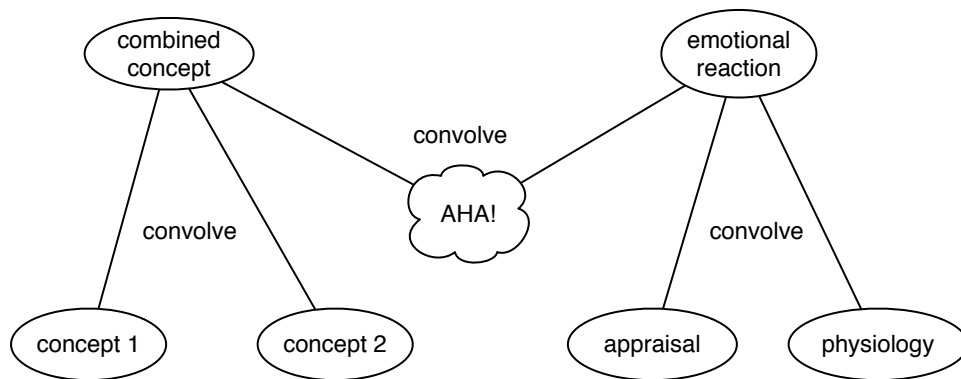 combined
concept
emotional
reaction
convolve
AHA!
convolve
convolve
concept 1
concept 2
appraisal
physiology